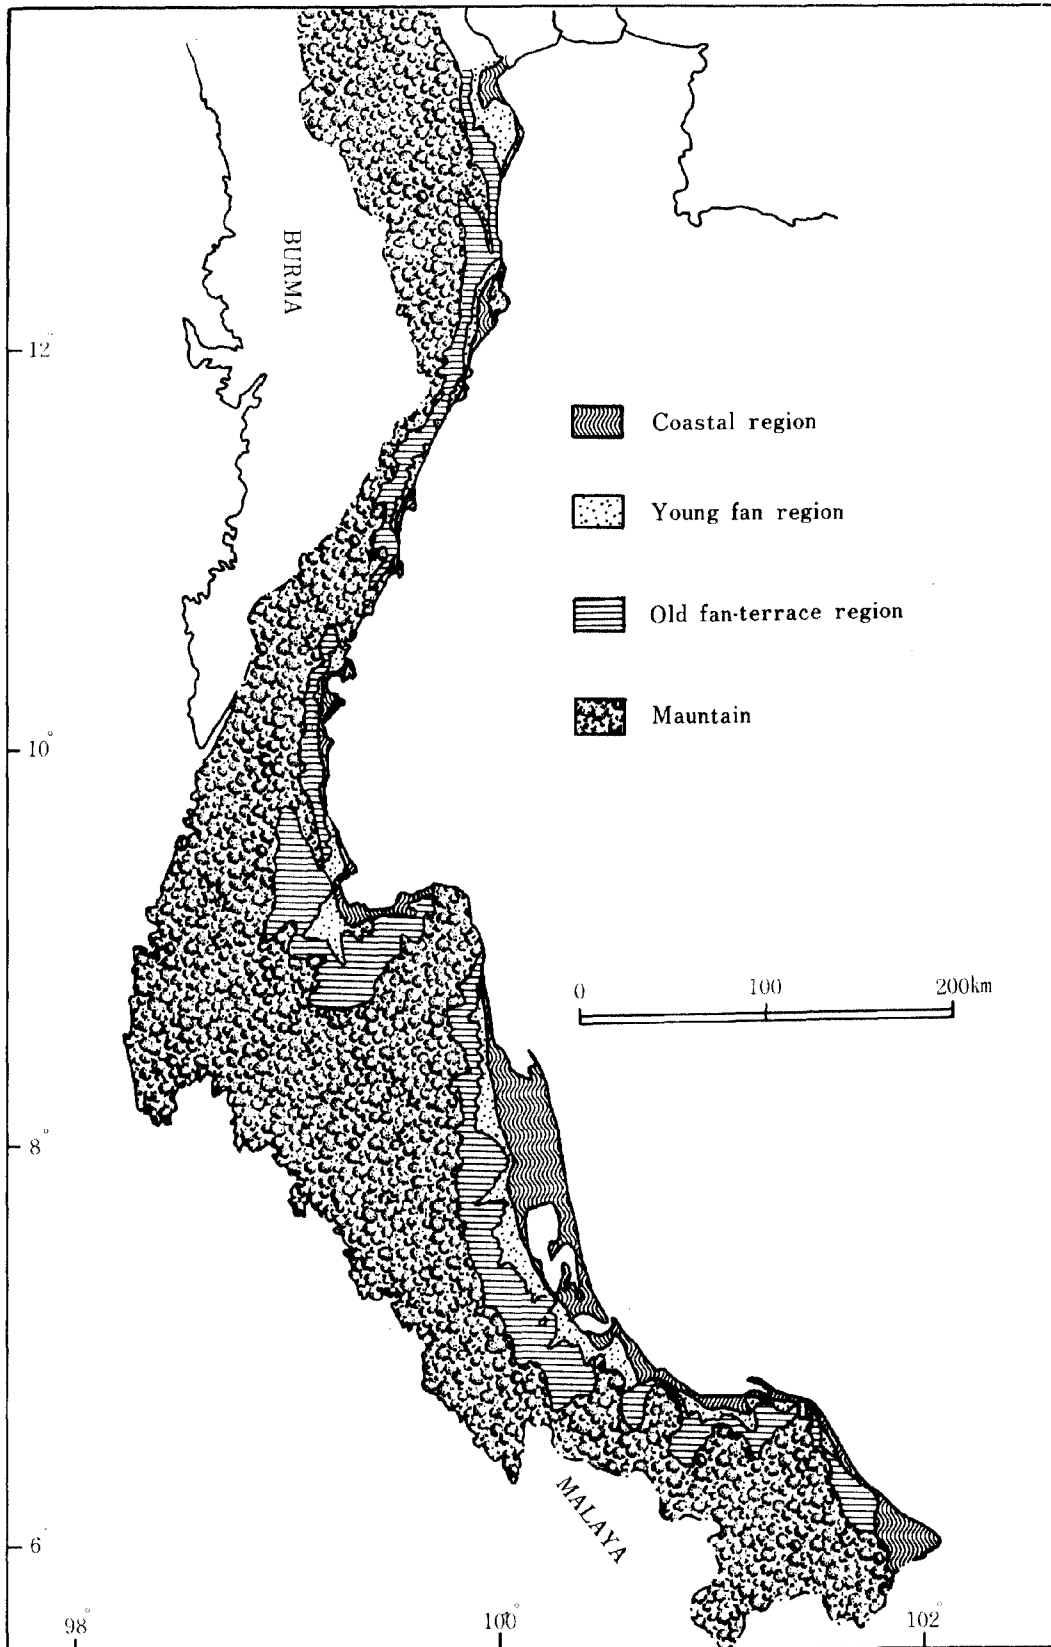 BURMA
12°
Coastal region
Young fan region
Old fan-terrace region
Mauntain
10°
0 100 200km
8°
MALAYA
6°
98° 100° 102°